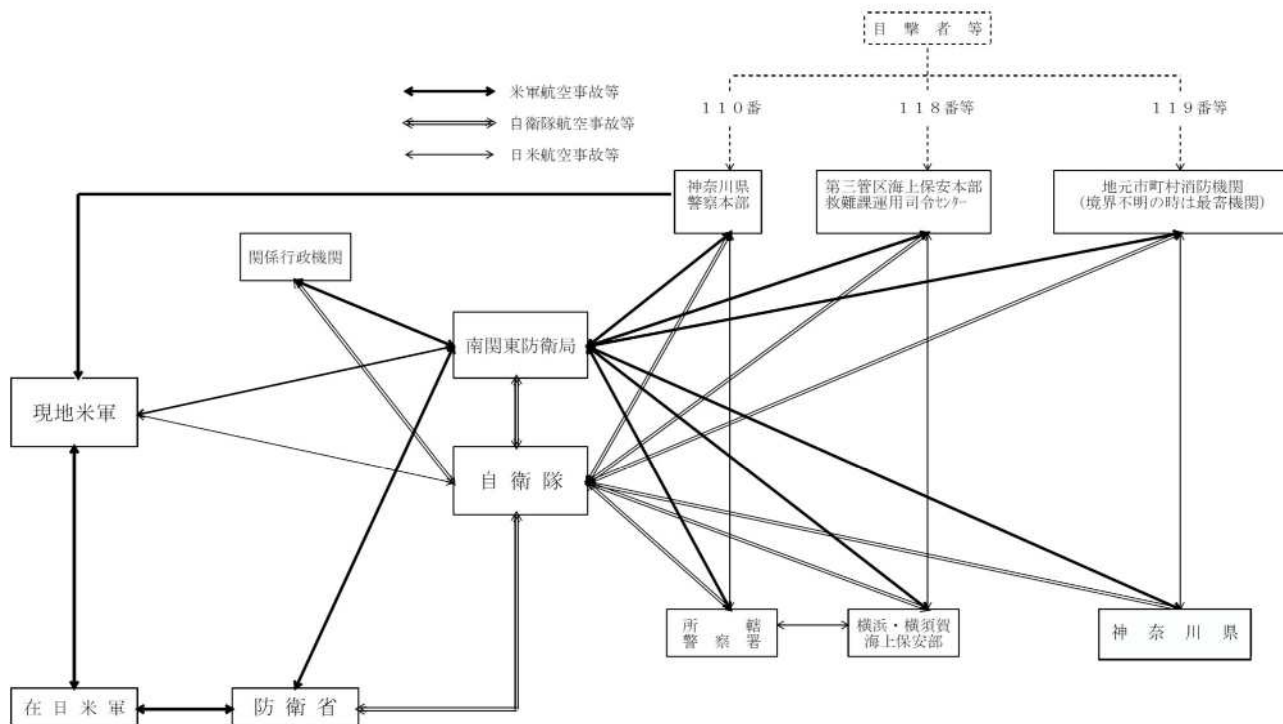 目撃者等
米軍航空事故等
110番
118番等
119番等
自衛隊航空事故等
日米航空事故等
神奈川県
警察本部
第三管区海上保安本部
救難課運用司令ｾﾝﾀｰ
地元市町村消防機関
(境界不明の時は最寄機関)
関係行政機関
南関東防衛局
現地米軍
自衛隊
所轄
警察署
横浜・横須賀
海上保安部
神奈川県
在日米軍
防衛省